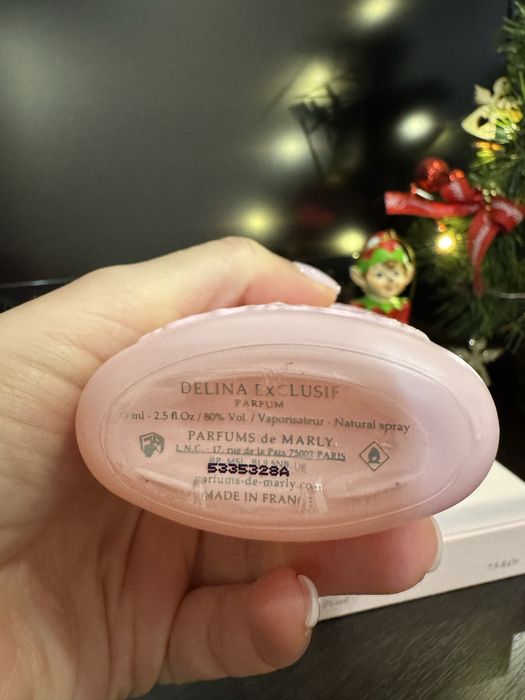 DELINA EXCLUSIF
PARFUM
ml - 2.5 fl.Oz / 80% Vol. / Vaporisateur - Natural spray
PARFUMS de MARLY
L.N.C. - 17, rue de la Paix 75002 PARIS
5335328A
parfums-de-marly.com
MADE IN FRANC